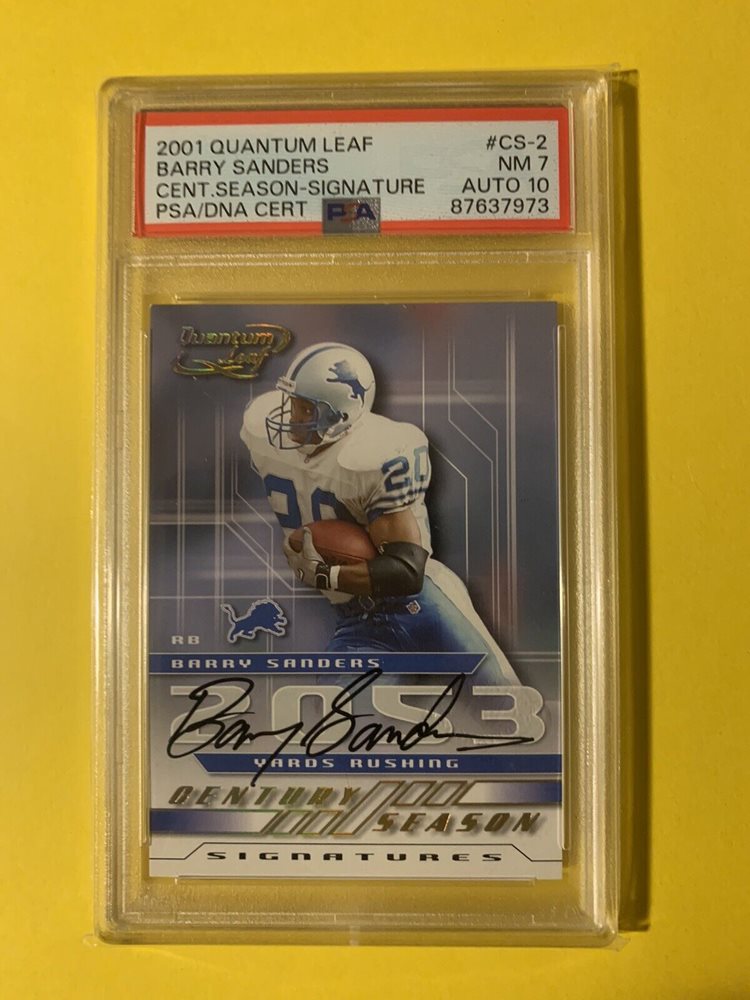 2001 QUANTUM LEAF #CS-2
BARRY SANDERS NM 7
CENT.SEASON-SIGNATURE AUTO 10
PSA/DNA CERT PSA 87637973
Quantum
Leaf
20
20
RB
BARRY SANDERS
2053
Barry Sanders
YARDS RUSHING
CENTURY
SEASON
SIGNATURES